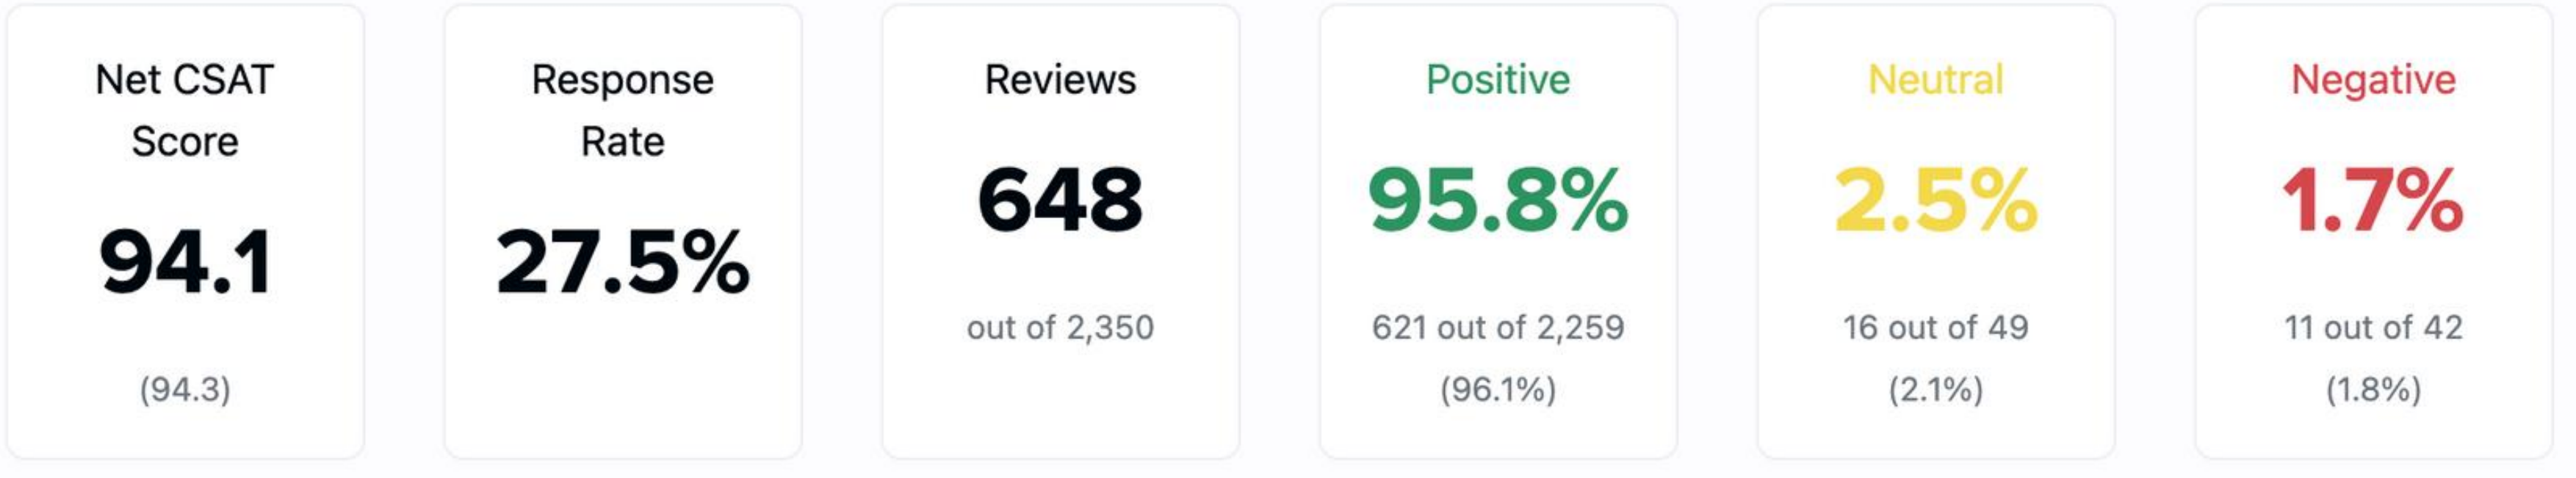 Net CSAT
Score
94.1
(94.3)
Response
Rate
27.5%
Reviews
648
out of 2,350
Positive
95.8%
621 out of 2,259
(96.1%)
Neutral
2.5%
16 out of 49
(2.1%)
Negative
1.7%
11 out of 42
(1.8%)